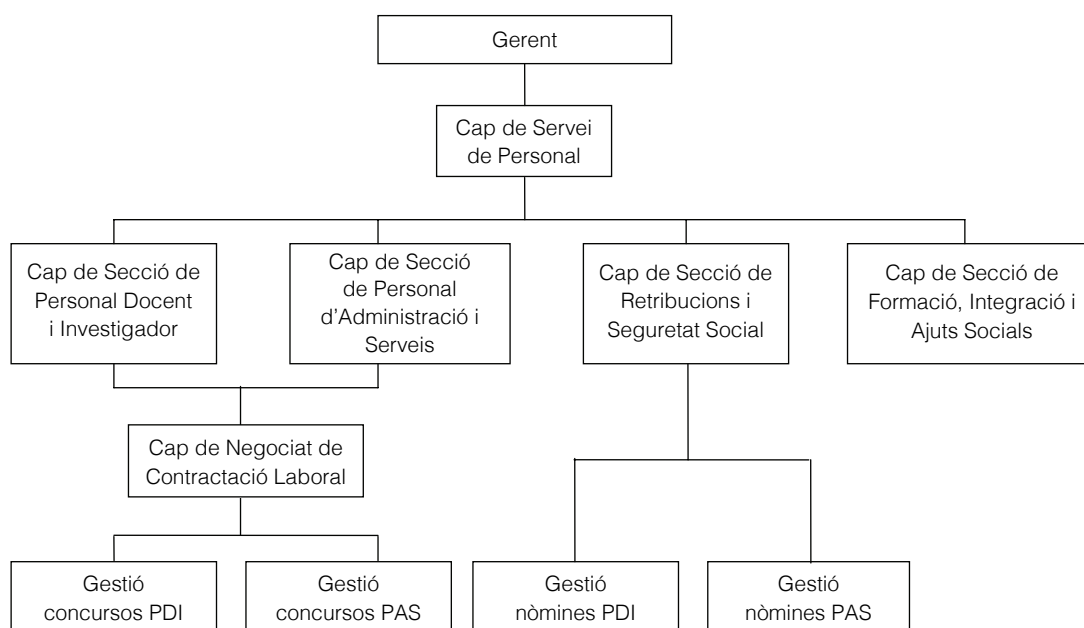 Gerent
Cap de Servei
de Personal
Cap de Secció de
Personal Docent
i Investigador
Cap de Secció
de Personal
d'Administració i
Serveis
Cap de Secció de
Retribucions i
Seguretat Social
Cap de Secció de
Formació, Integració i
Ajuts Socials
Cap de Negociat de
Contractació Laboral
Gestió
concursos PDI
Gestió
concursos PAS
Gestió
nòmines PDI
Gestió
nòmines PAS